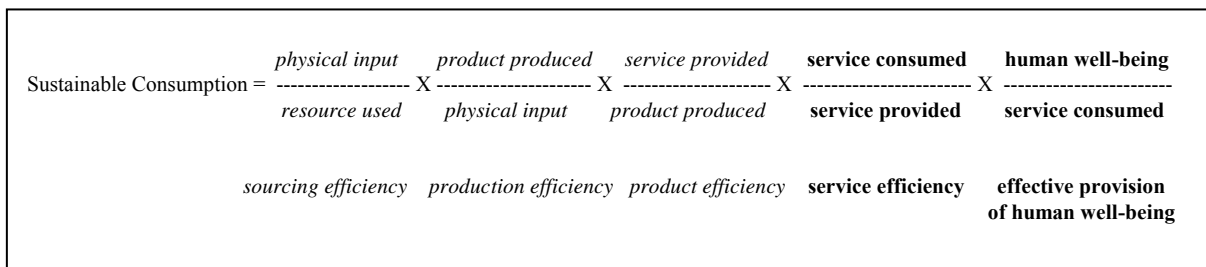 physical input product produced service provided service consumed human well-being
Sustainable Consumption = -------------------- X ----------------------- X ---------------------- X ------------------------- X -------------------------
resource used physical input product produced service provided service consumed
sourcing efficiency production efficiency product efficiency service efficiency effective provision
of human well-being